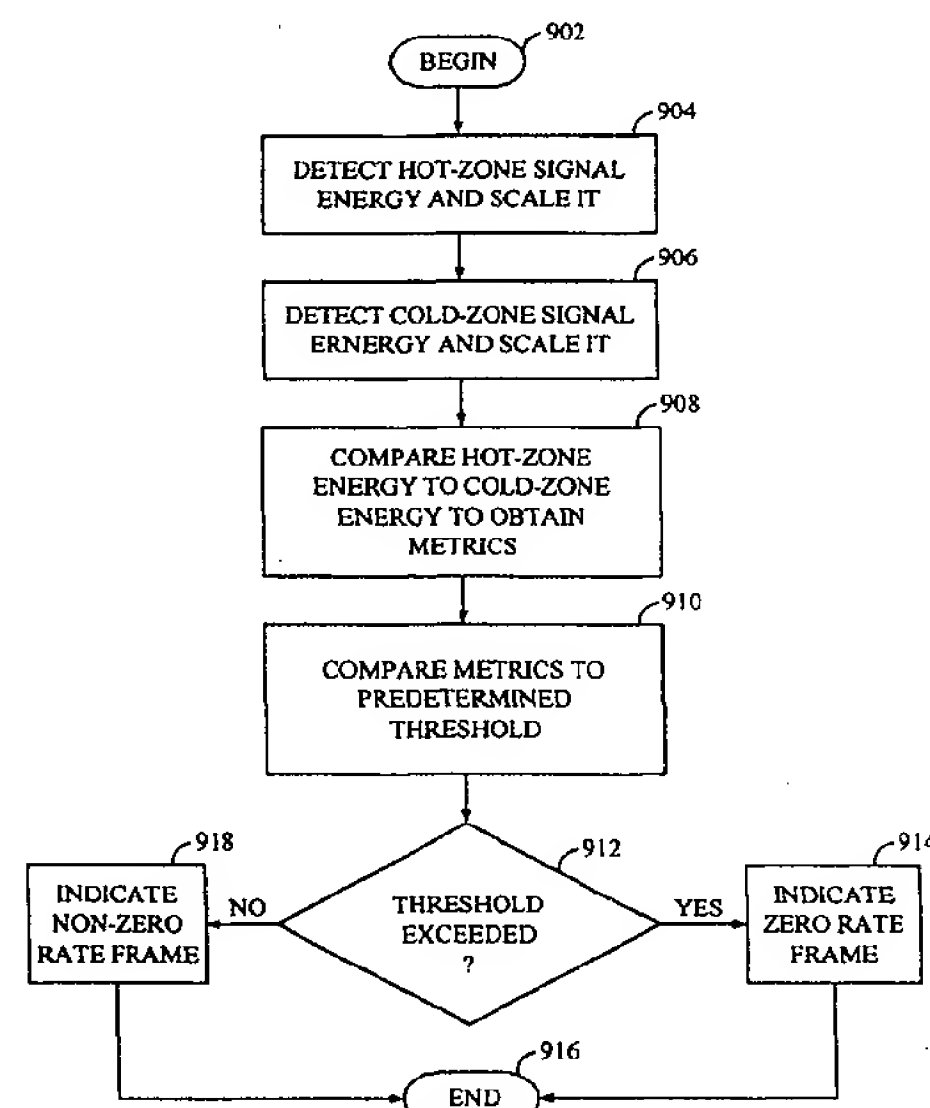 902
BEGIN
904
DETECT HOT-ZONE SIGNAL
ENERGY AND SCALE IT
906
DETECT COLD-ZONE SIGNAL
ERNERGY AND SCALE IT
908
COMPARE HOT-ZONE
ENERGY TO COLD-ZONE
ENERGY TO OBTAIN
METRICS
910
COMPARE METRICS TO
PREDETERMINED
THRESHOLD
918
INDICATE
NON-ZERO
RATE FRAME
NO
912
THRESHOLD
EXCEEDED
?
YES
914
INDICATE
ZERO RATE
FRAME
916
END